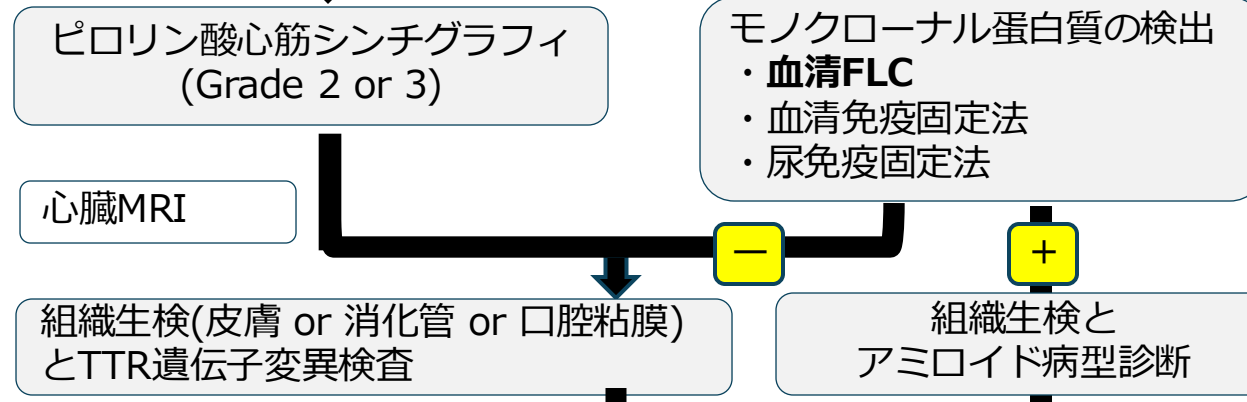 ピロリン酸心筋シンチグラフィ
(Grade 2 or 3)
モノクローナル蛋白質の検出
・血清FLC
・血清免疫固定法
・尿免疫固定法
心臓MRI
－
＋
組織生検(皮膚 or 消化管 or 口腔粘膜)
とTTR遺伝子変異検査
組織生検と
アミロイド病型診断